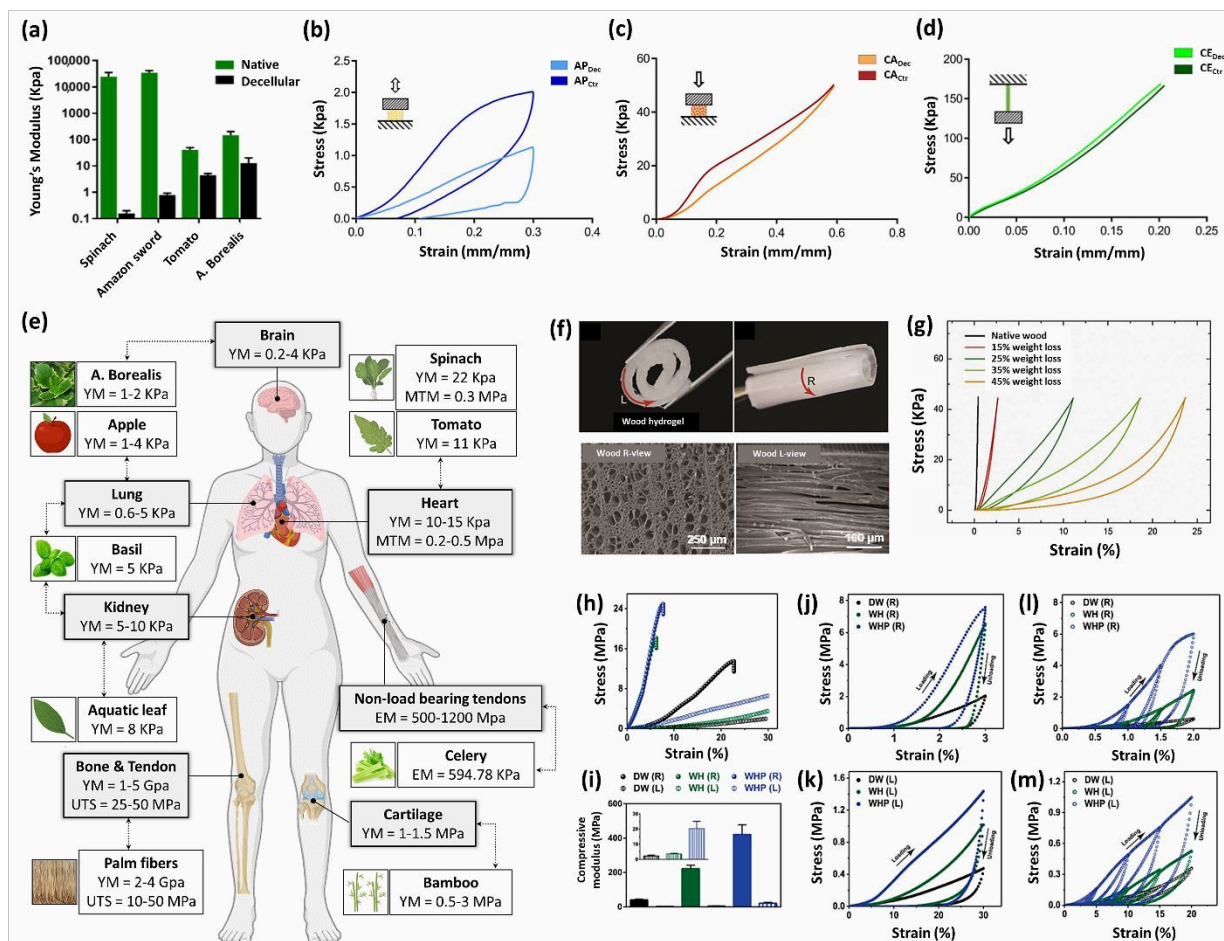 (a)
Young's Modulus (Kpa)
100,000
10,000
1000
100
10
1
0.1
Native
Decellular
Spinach
Amazon sword
Tomato
A. Borealis
(b)
Stress (Kpa)
2.5
2.0
1.5
1.0
0.5
0.0
APDec
APCtr
0.0 0.1 0.2 0.3 0.4
Strain (mm/mm)
(c)
Stress (Kpa)
60
40
20
0
CADec
CACtr
0.0 0.2 0.4 0.6 0.8
Strain (mm/mm)
(d)
Stress (Kpa)
200
150
100
50
0
CEDec
CECtr
0.00 0.05 0.10 0.15 0.20 0.25
Strain (mm/mm)
(e)
Brain
YM = 0.2-4 KPa
A. Borealis
YM = 1-2 KPa
Apple
YM = 1-4 KPa
Lung
YM = 0.6-5 KPa
Basil
YM = 5 KPa
Kidney
YM = 5-10 KPa
Aquatic leaf
YM = 8 KPa
Bone & Tendon
YM = 1-5 Gpa
UTS = 25-50 MPa
Palm fibers
YM = 2-4 Gpa
UTS = 10-50 MPa
Spinach
YM = 22 Kpa
MTM = 0.3 MPa
Tomato
YM = 11 KPa
Heart
YM = 10-15 Kpa
MTM = 0.2-0.5 Mpa
Non-load bearing tendons
EM = 500-1200 Mpa
Celery
EM = 594.78 KPa
Cartilage
YM = 1-1.5 MPa
Bamboo
YM = 0.5-3 MPa
(f)
L
Wood hydrogel
R
Wood R-view
250 μm
Wood L-view
100 μm
(g)
Stress (KPa)
60
40
20
0
Native wood
15% weight loss
25% weight loss
35% weight loss
45% weight loss
0 5 10 15 20 25
Strain (%)
(h)
Stress (MPa)
24
16
8
0
0 10 20 30
Strain (%)
DW (R) WH (R) WHP (R)
DW (L) WH (L) WHP (L)
(i)
Compressive
modulus (MPa)
600
400
200
0
30
20
10
0
(j)
DW (R)
WH (R)
WHP (R)
Stress (MPa)
8
6
4
2
0
Loading
Unloading
0 1 2 3
Strain (%)
(k)
DW (L)
WH (L)
WHP (L)
Stress (MPa)
1.5
1.2
0.9
0.6
0.3
0.0
Loading
Unloading
0 10 20 30
Strain (%)
(l)
DW (R)
WH (R)
WHP (R)
Stress (MPa)
8
6
4
2
0
Loading
Unloading
0.0 0.5 1.0 1.5 2.0
Strain (%)
(m)
DW (L)
WH (L)
WHP (L)
Stress (MPa)
1.2
0.9
0.6
0.3
0.0
Loading
Unloading
0 5 10 15 20
Strain (%)